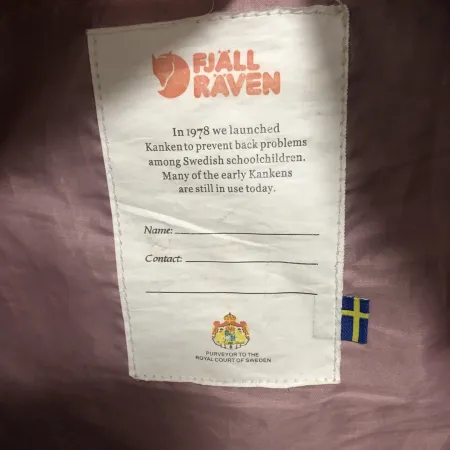 FJÄLL
RÄVEN
In 1978 we launched
Kanken to prevent back problems
among Swedish schoolchildren.
Many of the early Kankens
are still in use today.
Name:
Contact:
PURVEYOR TO THE
ROYAL COURT OF SWEDEN